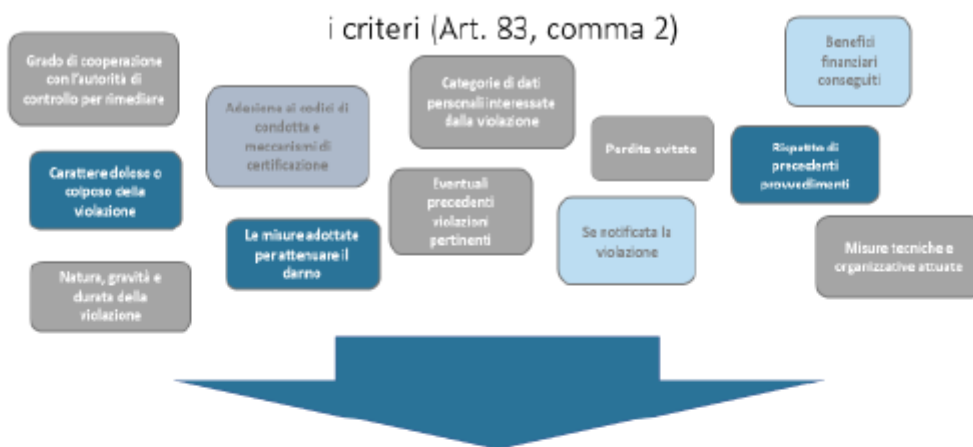 i criteri (Art. 83, comma 2)
Grado di cooperazione
con l'autorità di
controllo per rimediare
Adesione ai codici di
condotta e
meccanismi di
certificazione
Categorie di dati
personali interessate
dalla violazione
Benefici
finanziari
conseguiti
Carattere doloso o
colposo della
violazione
Perdite evitate
Rispetto di
precedenti
provvedimenti
Eventuali
precedenti
violazioni
pertinenti
Le misure adottate
per attenuare il
danno
Se notificata la
violazione
Misure tecniche e
organizzative attuate
Natura, gravità e
durata della
violazione